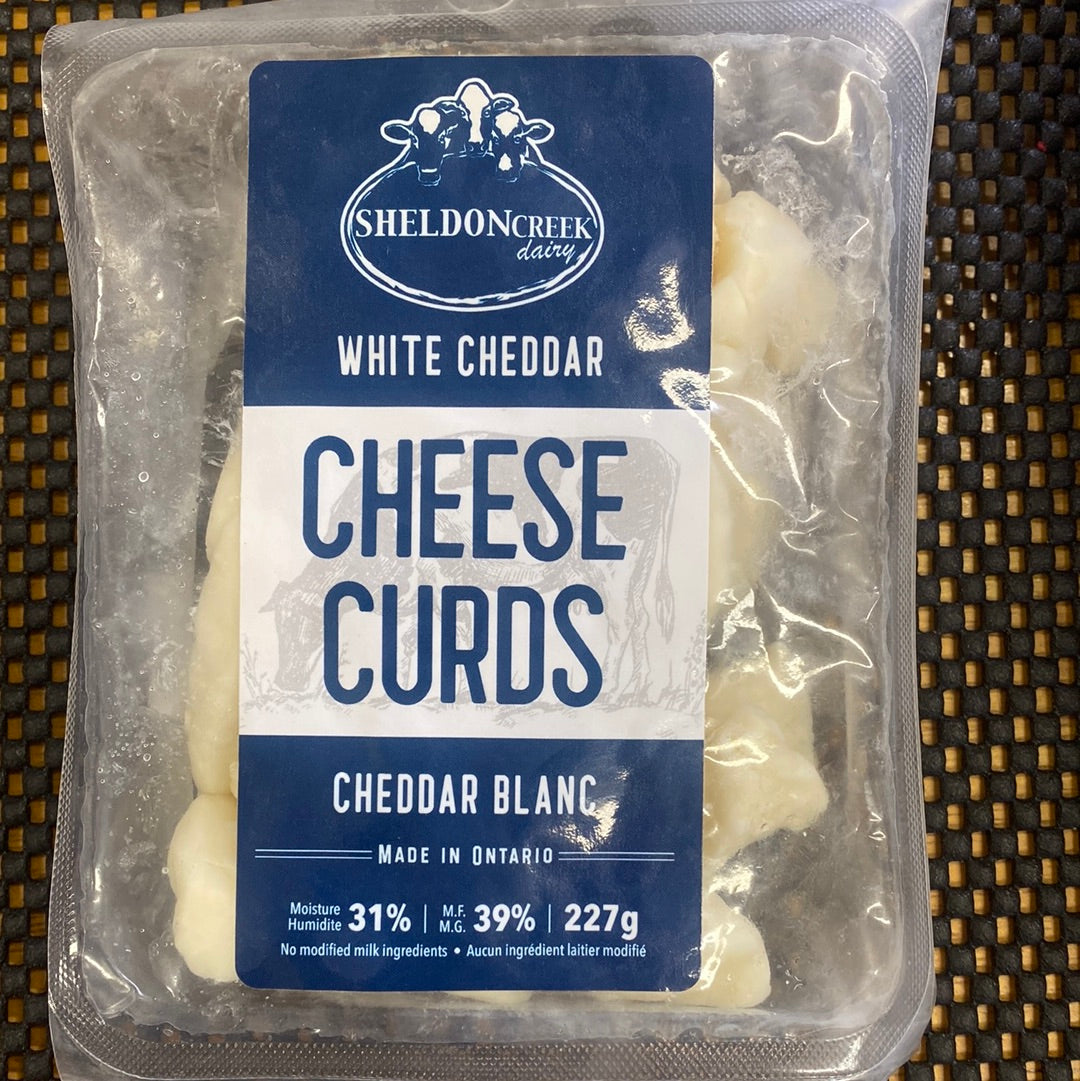 SHELDON CREEK
dairy
WHITE CHEDDAR
CHEESE
CURDS
CHEDDAR BLANC
MADE IN ONTARIO
Moisture
Humidite 31% | M.F.
M.G. 39% | 227g
No modified milk ingredients • Aucun ingrédient laitier modifié